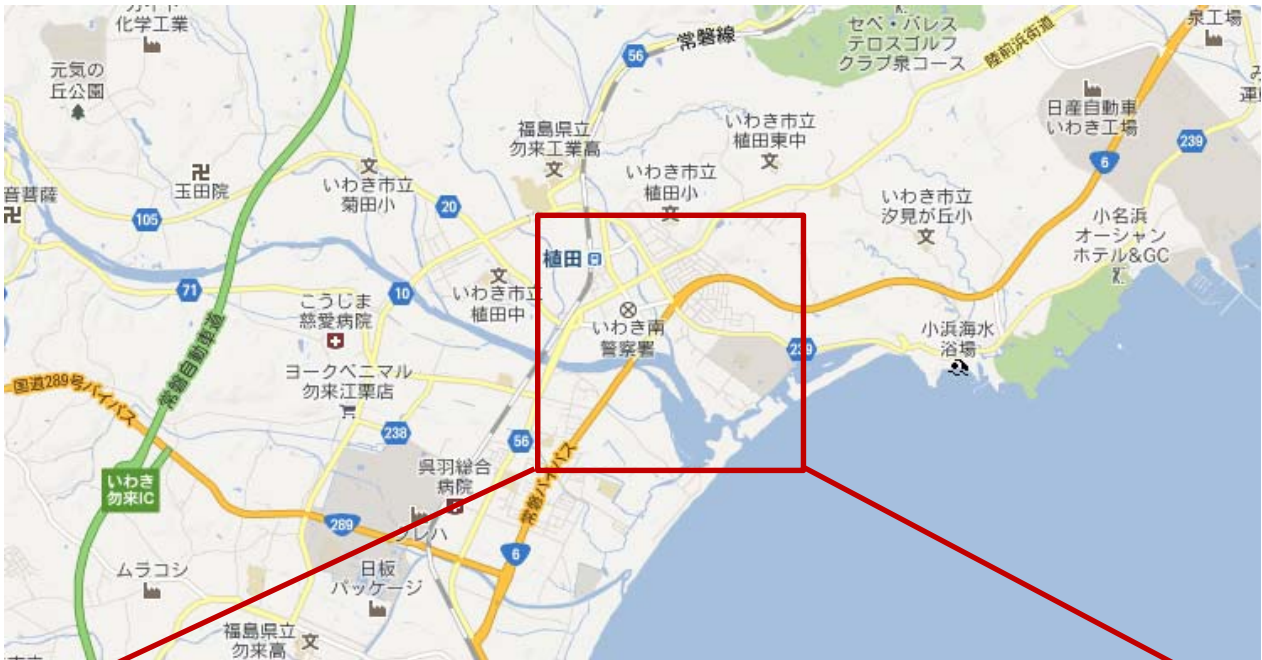 化学工業
元気の
丘公園
玉田院
音菩薩
105
71
いわき市立
菊田小
20
10
こうじま
慈愛病院
ヨークベニマル
勿来江栗店
238
国道289号バイパス
常磐自動車道
いわき
勿来IC
289
ムラコシ
クレハ
日板
パッケージ
福島県立
勿来高
呉羽総合
病院
56
6
常磐バイパス
いわき市立
植田中
植田
いわき南
警察署
福島県立
勿来工業高
56
常磐線
いわき市立
植田小
いわき市立
植田東中
セベ・バレス
テロスゴルフ
クラブ泉コース
陸前浜街道
泉工場
日産自動車
いわき工場
239
6
いわき市立
汐見が丘小
小名浜
オーシャン
ホテル&GC
小浜海水
浴場
239